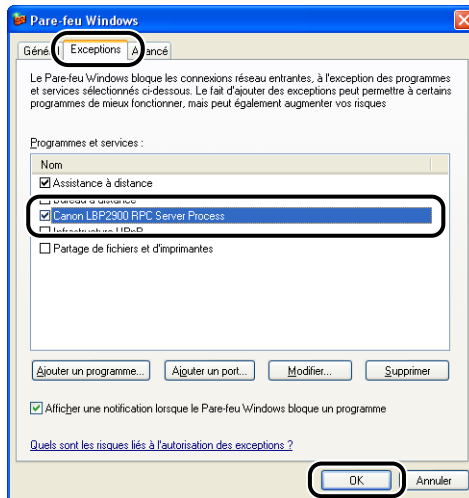 Pare-feu Windows
Général Exceptions Avancé
Le Pare-feu Windows bloque les connexions réseau entrantes, à l'exception des programmes
et services sélectionnés ci-dessous. Le fait d'ajouter des exceptions peut permettre à certains
programmes de mieux fonctionner, mais peut également augmenter vos risques
Programmes et services :
Nom
Assistance à distance
Bureau à distance
Canon LBP2900 RPC Server Process
Infrastructure UPnP
Partage de fichiers et d'imprimantes
Ajouter un programme... Ajouter un port... Modifier... Supprimer
Afficher une notification lorsque le Pare-feu Windows bloque un programme
Quels sont les risques liés à l'autorisation des exceptions ?
OK Annuler